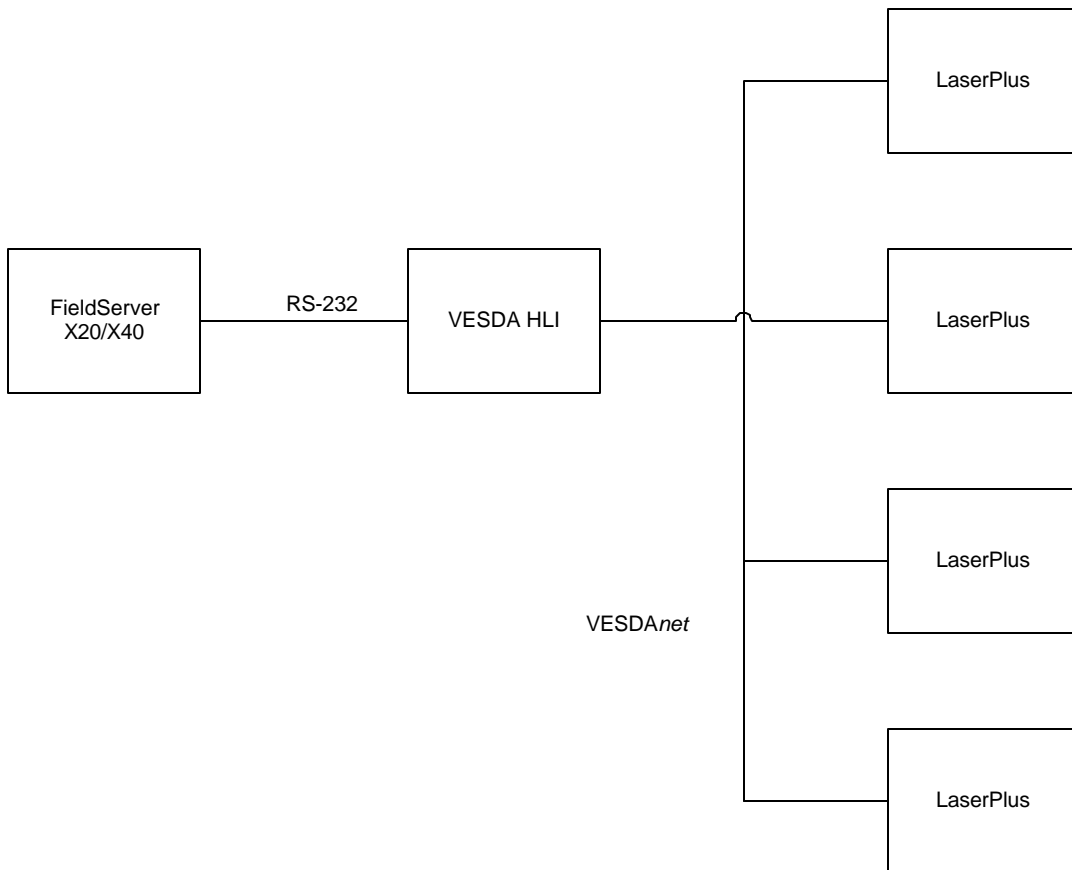 LaserPlus
FieldServer
X20/X40
RS-232
VESDA HLI
LaserPlus
LaserPlus
VESDAnet
LaserPlus